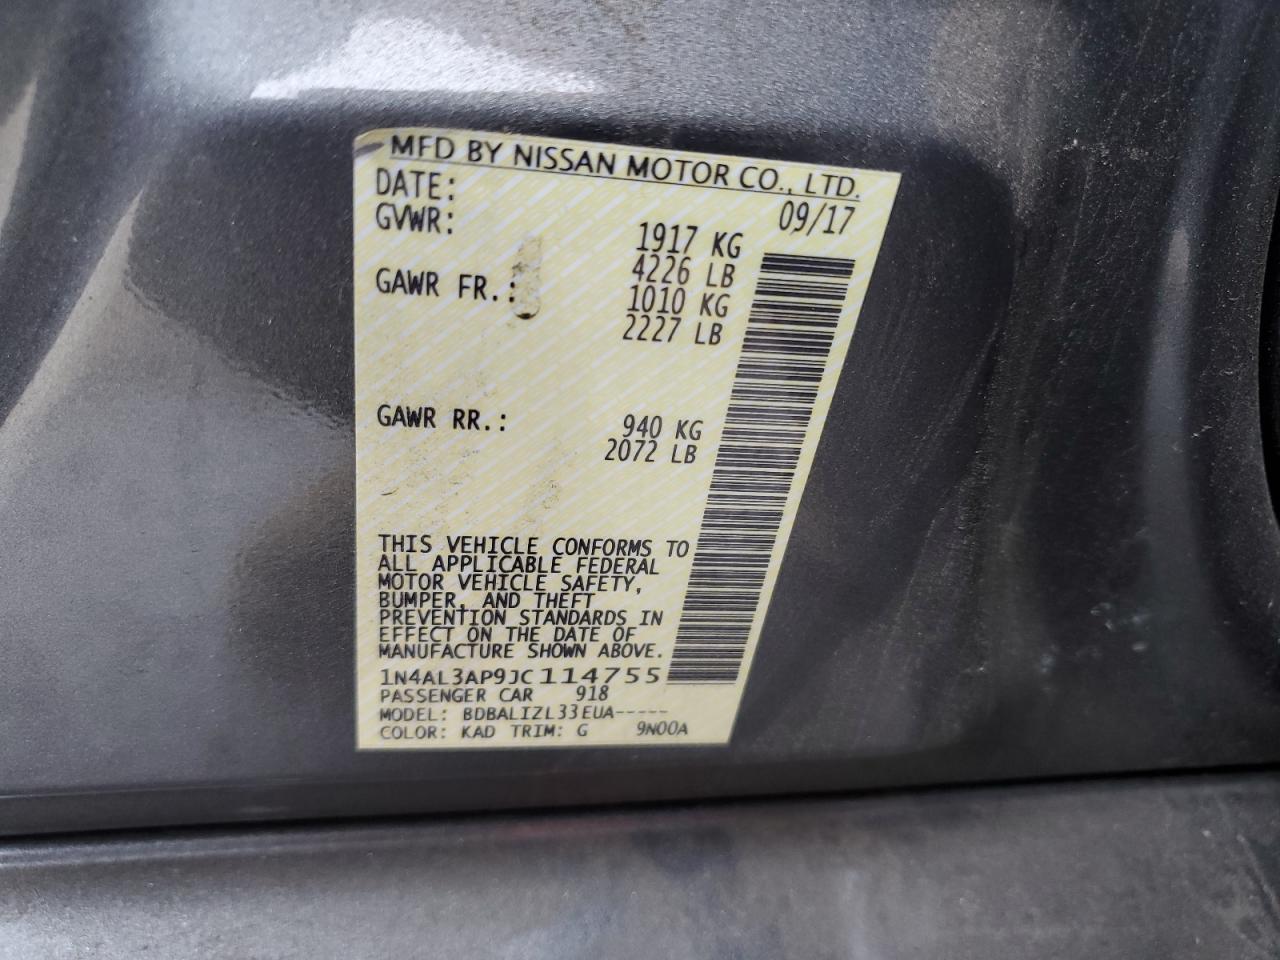 MFD BY NISSAN MOTOR CO., LTD.
DATE: 09/17
GVWR: 1917 KG
4226 LB
GAWR FR.: 1010 KG
2227 LB
GAWR RR.: 940 KG
2072 LB
THIS VEHICLE CONFORMS TO
ALL APPLICABLE FEDERAL
MOTOR VEHICLE SAFETY,
BUMPER, AND THEFT
PREVENTION STANDARDS IN
EFFECT ON THE DATE OF
MANUFACTURE SHOWN ABOVE.
1N4AL3AP9JC114755
PASSENGER CAR 918
MODEL: BDBALIZL33EUA-----
COLOR: KAD TRIM: G 9N00A